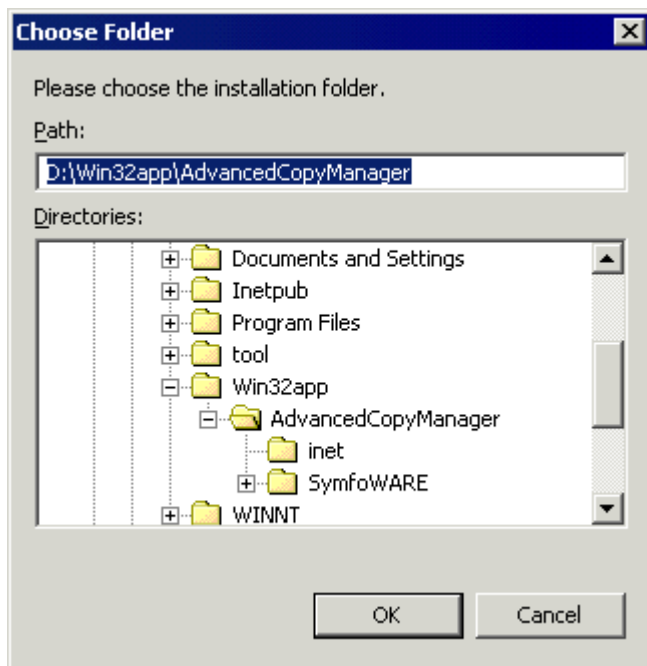 Choose Folder
Please choose the installation folder.
Path:
D:\Win32app\AdvancedCopyManager
Directories:
Documents and Settings
Inetpub
Program Files
tool
Win32app
AdvancedCopyManager
inet
SymfoWARE
WINNT
OK Cancel